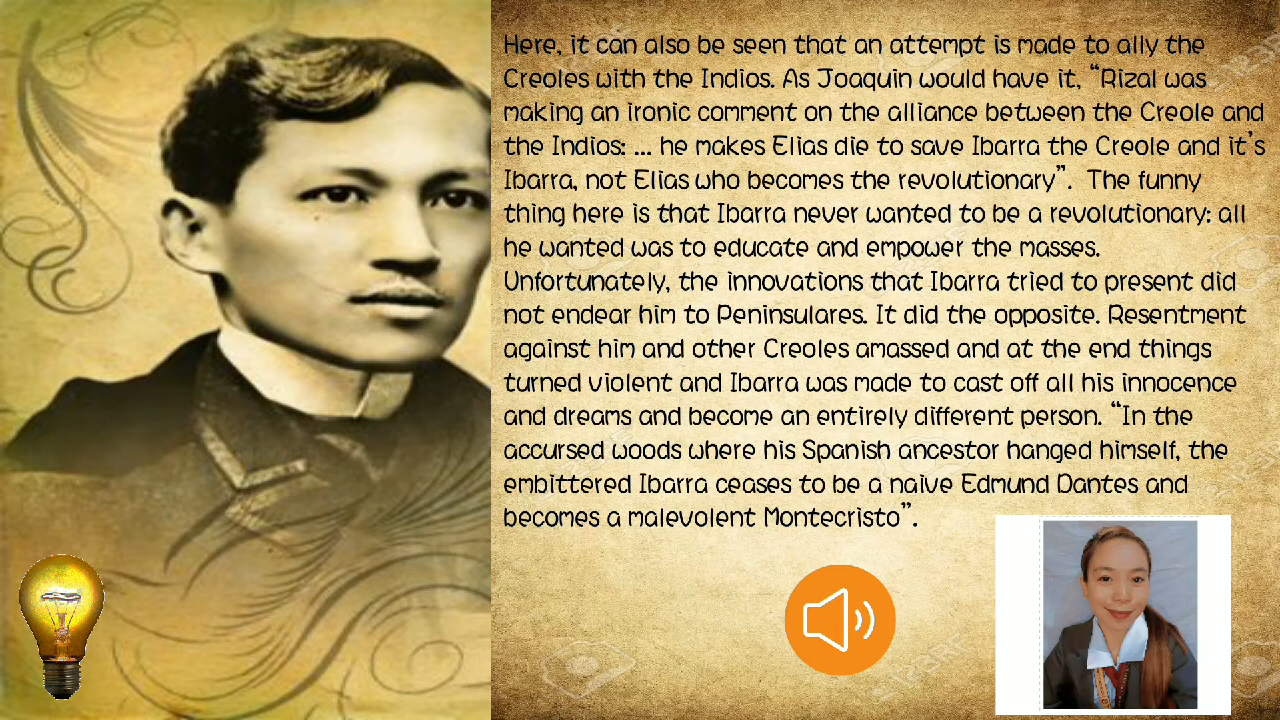 Here, it can also be seen that an attempt is made to ally the
Creoles with the Indios. As Joaquin would have it, “Rizal was
making an ironic comment on the alliance between the Creole and
the Indios: ... he makes Elias die to save Ibarra the Creole and it’s
Ibarra, not Elias who becomes the revolutionary”. The funny
thing here is that Ibarra never wanted to be a revolutionary: all
he wanted was to educate and empower the masses.
Unfortunately, the innovations that Ibarra tried to present did
not endear him to Peninsulares. It did the opposite. Resentment
against him and other Creoles amassed and at the end things
turned violent and Ibarra was made to cast off all his innocence
and dreams and become an entirely different person. “In the
accursed woods where his Spanish ancestor hanged himself, the
embittered Ibarra ceases to be a naive Edmund Dantes and
becomes a malevolent Montecristo”.